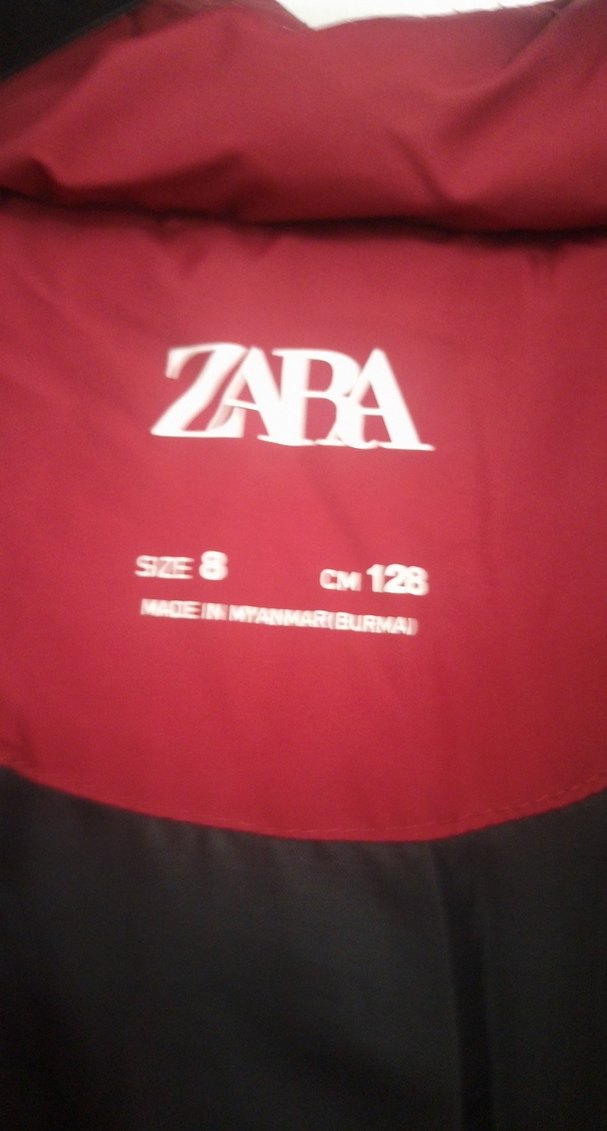 ZARA
SIZE 8 CM 128
MADE IN MYANMAR(BURMA)